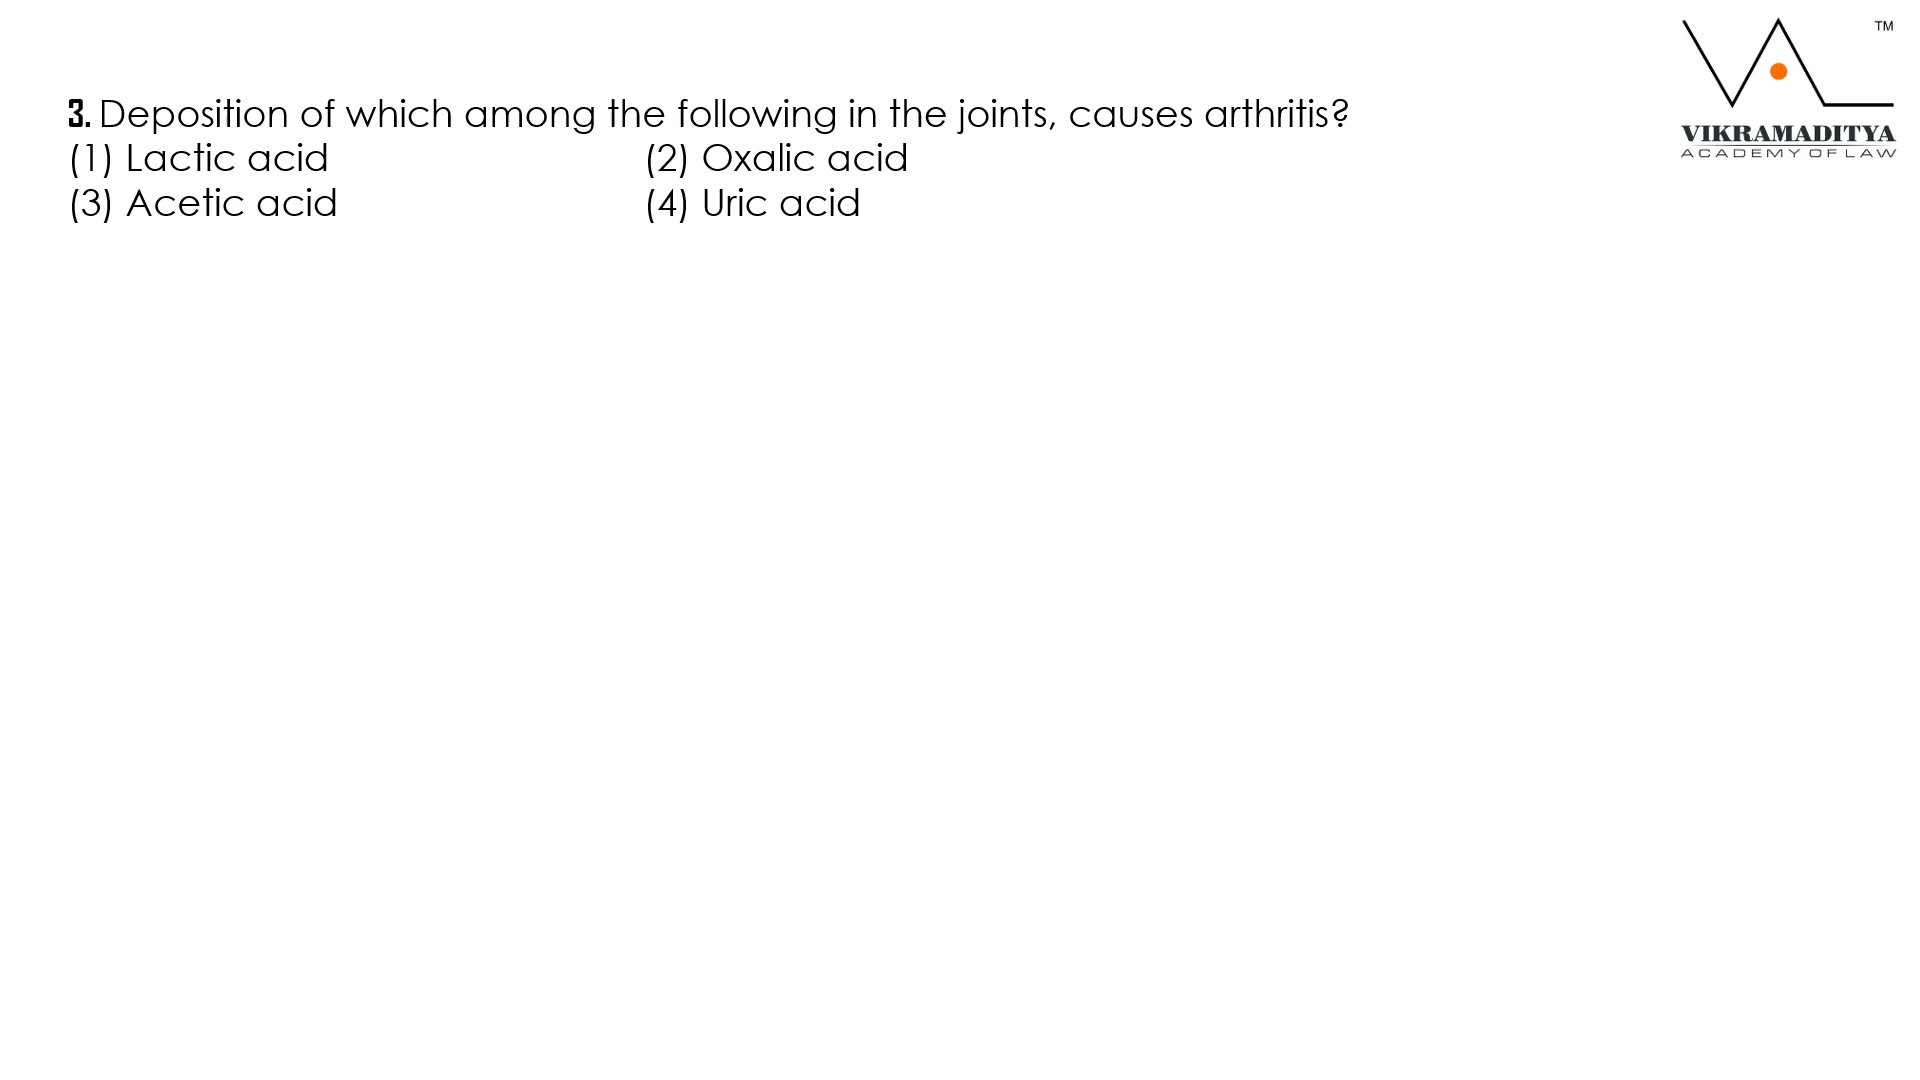 TM
VIKRAMADITYA
ACADEMY OF LAW
3. Deposition of which among the following in the joints, causes arthritis?
(1) Lactic acid (2) Oxalic acid
(3) Acetic acid (4) Uric acid